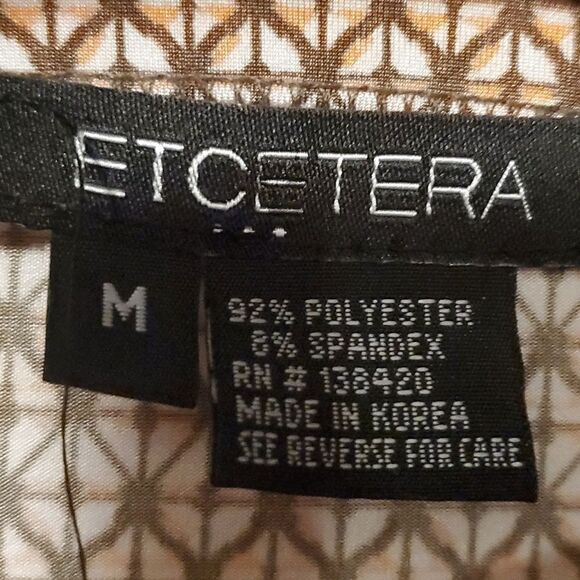 ETCETERA
...
M
92% POLYESTER
8% SPANDEX
RN # 138420
MADE IN KOREA
SEE REVERSE FOR CARE